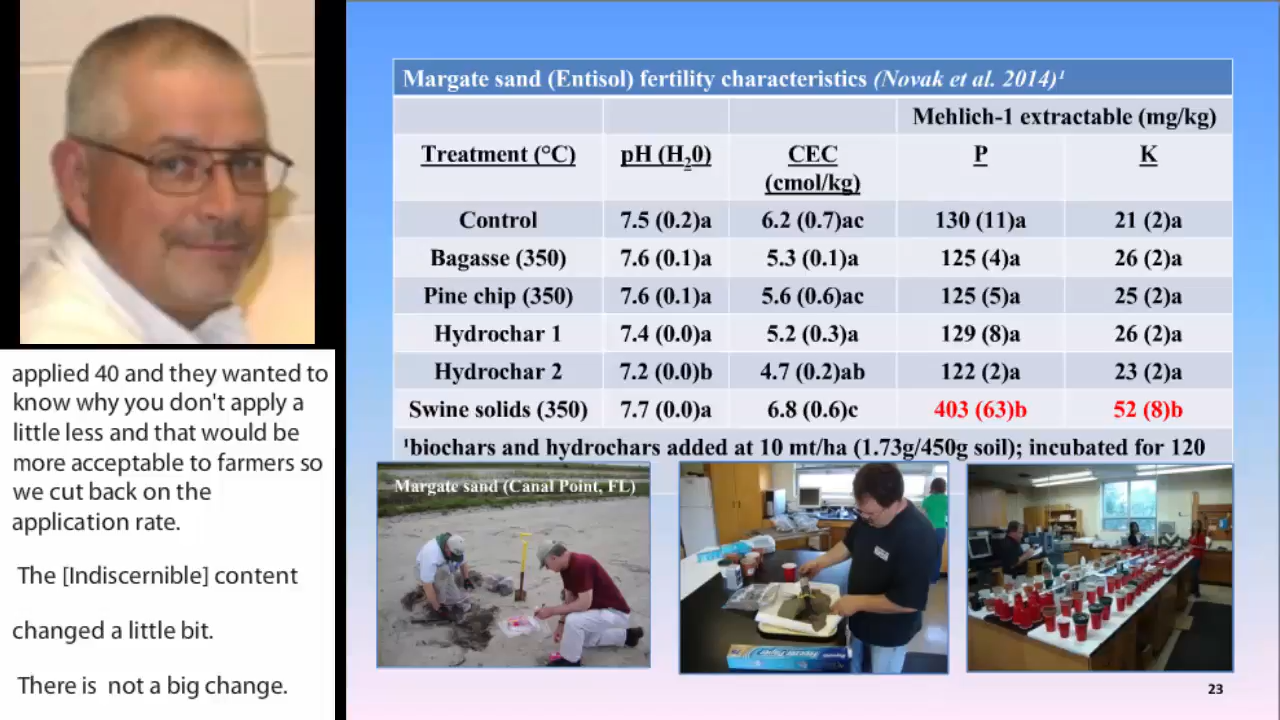 applied 40 and they wanted to
know why you don't apply a
little less and that would be
more acceptable to farmers so
we cut back on the
application rate.
The [Indiscernible] content
changed a little bit.
There is not a big change.
Margate sand (Entisol) fertility characteristics (Novak et al. 2014)¹
Mehlich-1 extractable (mg/kg)
Treatment (°C) pH (H₂0) CEC (cmol/kg) P K
Control 7.5 (0.2)a 6.2 (0.7)ac 130 (11)a 21 (2)a
Bagasse (350) 7.6 (0.1)a 5.3 (0.1)a 125 (4)a 26 (2)a
Pine chip (350) 7.6 (0.1)a 5.6 (0.6)ac 125 (5)a 25 (2)a
Hydrochar 1 7.4 (0.0)a 5.2 (0.3)a 129 (8)a 26 (2)a
Hydrochar 2 7.2 (0.0)b 4.7 (0.2)ab 122 (2)a 23 (2)a
Swine solids (350) 7.7 (0.0)a 6.8 (0.6)c 403 (63)b 52 (8)b
¹biochars and hydrochars added at 10 mt/ha (1.73g/450g soil); incubated for 120
Margate sand (Canal Point, FL)
23